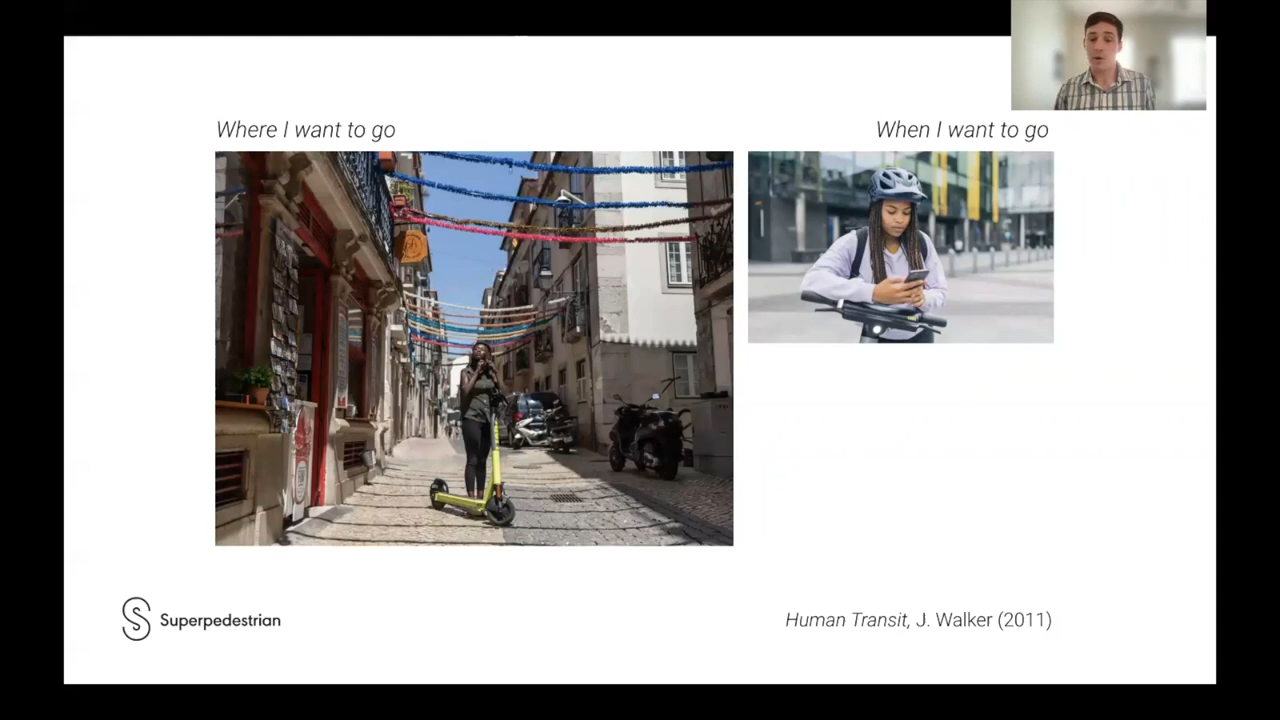 Where I want to go
When I want to go
Superpedestrian
Human Transit, J. Walker (2011)